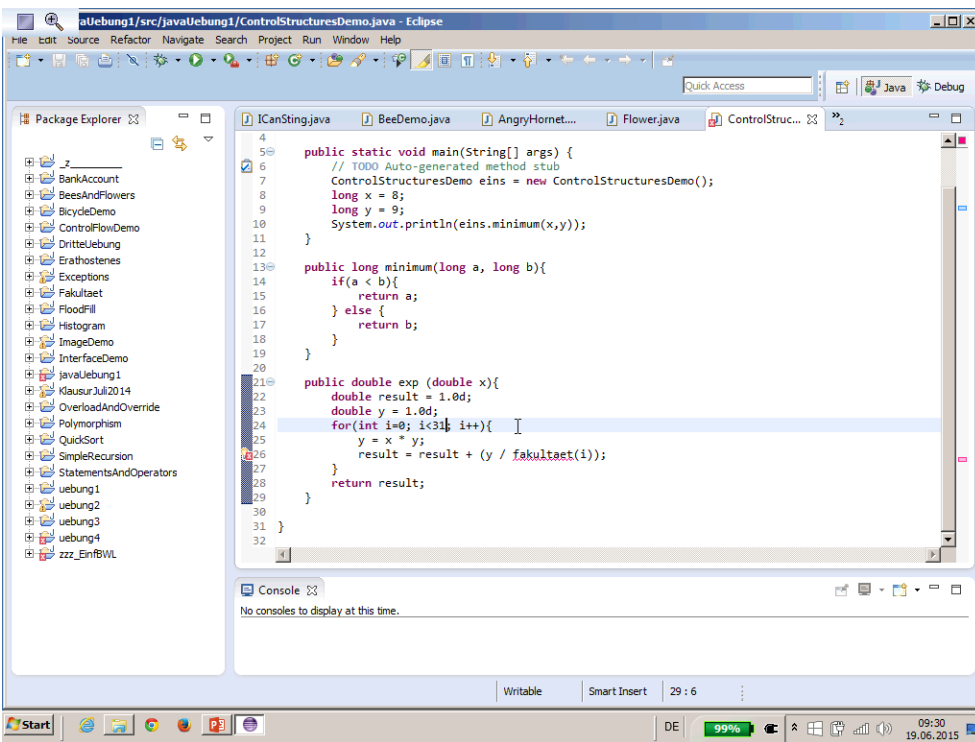 aUebung1/src/javaUebung1/ControlStructuresDemo.java - Eclipse
File Edit Source Refactor Navigate Search Project Run Window Help
Quick Access
Java
Debug
Package Explorer
_z_________
BankAccount
BeesAndFlowers
BicycleDemo
ControlFlowDemo
DritteUebung
Erathostenes
Exceptions
Fakultaet
FloodFill
Histogram
ImageDemo
InterfaceDemo
javaUebung1
KlausurJuli2014
OverloadAndOverride
Polymorphism
QuickSort
SimpleRecursion
StatementsAndOperators
uebung1
uebung2
uebung3
uebung4
zzz_EinfBWL
ICanSting.java BeeDemo.java AngryHornet.... Flower.java ControlStruc... »2
4
5 public static void main(String[] args) {
6 // TODO Auto-generated method stub
7 ControlStructuresDemo eins = new ControlStructuresDemo();
8 long x = 8;
9 long y = 9;
10 System.out.println(eins.minimum(x,y));
11 }
12
13 public long minimum(long a, long b){
14 if(a < b){
15 return a;
16 } else {
17 return b;
18 }
19 }
20
21 public double exp (double x){
22 double result = 1.0d;
23 double y = 1.0d;
24 for(int i=0; i<31; i++){
25 y = x * y;
26 result = result + (y / fakultaet(i));
27 }
28 return result;
29 }
30
31 }
32
Console
No consoles to display at this time.
Writable Smart Insert 29 : 6
Start DE 99% 09:30
19.06.2015